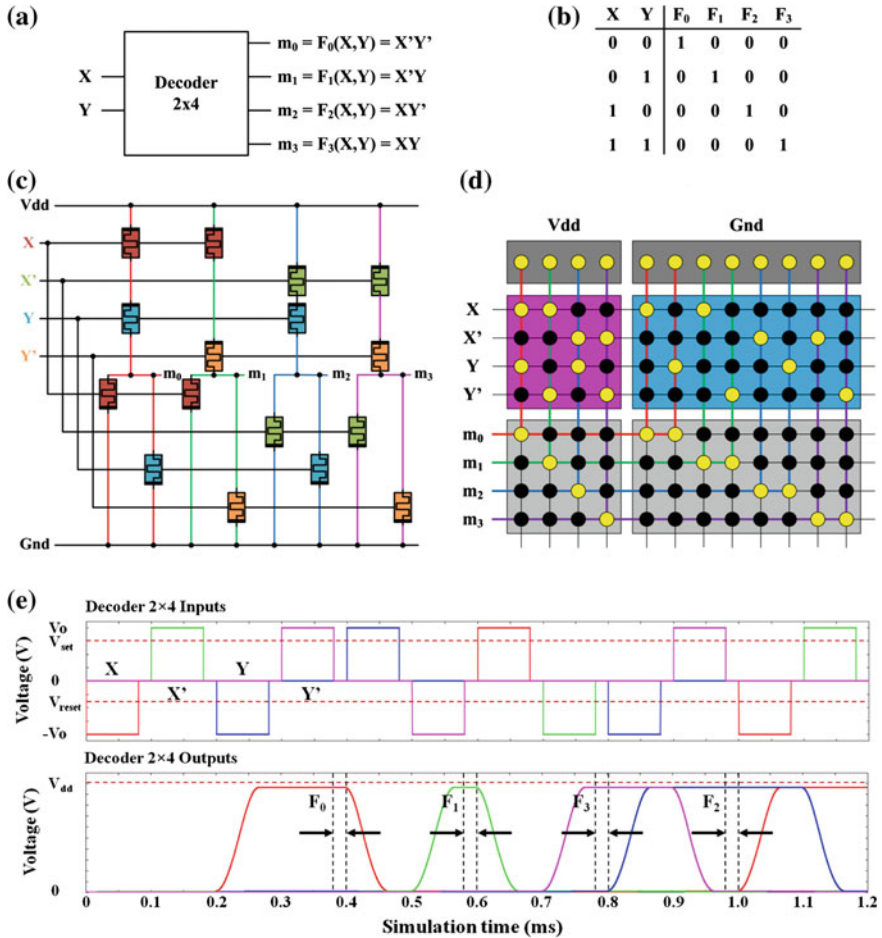 (a)
X
Y
Decoder
2x4
m₀ = F₀(X,Y) = X'Y'
m₁ = F₁(X,Y) = X'Y
m₂ = F₂(X,Y) = XY'
m₃ = F₃(X,Y) = XY
(b)
X Y F₀ F₁ F₂ F₃
0 0 1 0 0 0
0 1 0 1 0 0
1 0 0 0 1 0
1 1 0 0 0 1
(c)
Vdd
X
X'
Y
Y'
m₀ m₁ m₂ m₃
Gnd
(d)
Vdd Gnd
X
X'
Y
Y'
m₀
m₁
m₂
m₃
(e)
Decoder 2×4 Inputs
Voltage (V)
Vo
V_set
0
V_reset
-Vo
X Y
X' Y'
Decoder 2×4 Outputs
Voltage (V)
V_dd
0
F₀ F₁ F₃ F₂
0 0.1 0.2 0.3 0.4 0.5 0.6 0.7 0.8 0.9 1.0 1.1 1.2
Simulation time (ms)